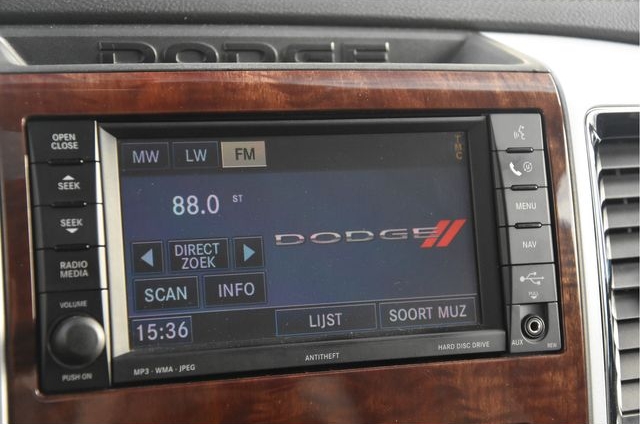 DODGE
OPEN
CLOSE
SEEK
SEEK
RADIO
MEDIA
VOLUME
PUSH ON
MW LW FM
TMC
88.0 ST
DODGE
DIRECT
ZOEK
SCAN INFO
15:36 LIJST SOORT MUZ
MP3 - WMA - JPEG ANTITHEFT HARD DISC DRIVE
MENU
NAV
PULL
AUX